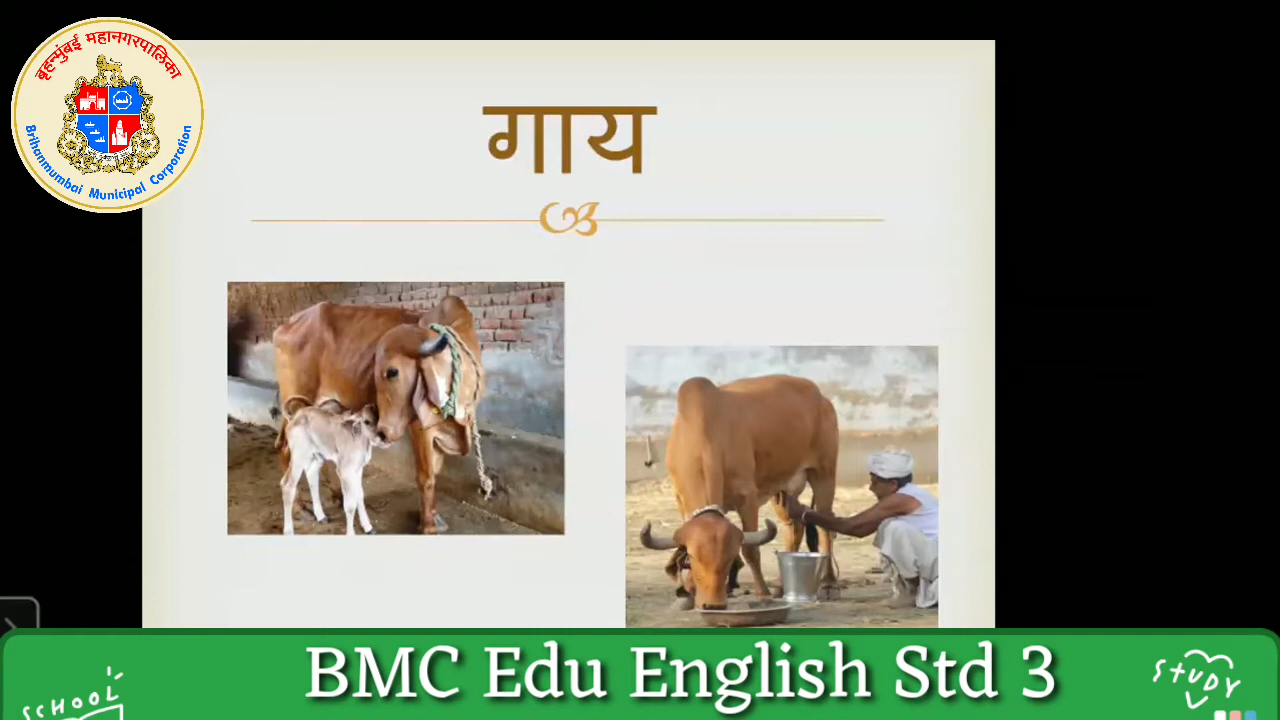 बृहन्मुंबई महानगरपालिका
Brihanmumbai Municipal Corporation
गाय
BMC Edu English Std 3
SCHOOL
STUDY